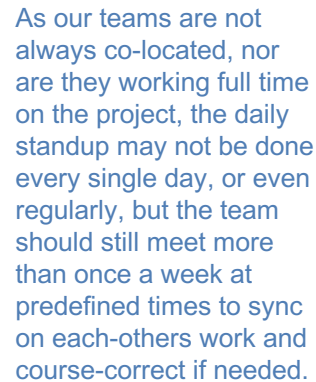 As our teams are not
always co-located, nor
are they working full time
on the project, the daily
standup may not be done
every single day, or even
regularly, but the team
should still meet more
than once a week at
predefined times to sync
on each-others work and
course-correct if needed.